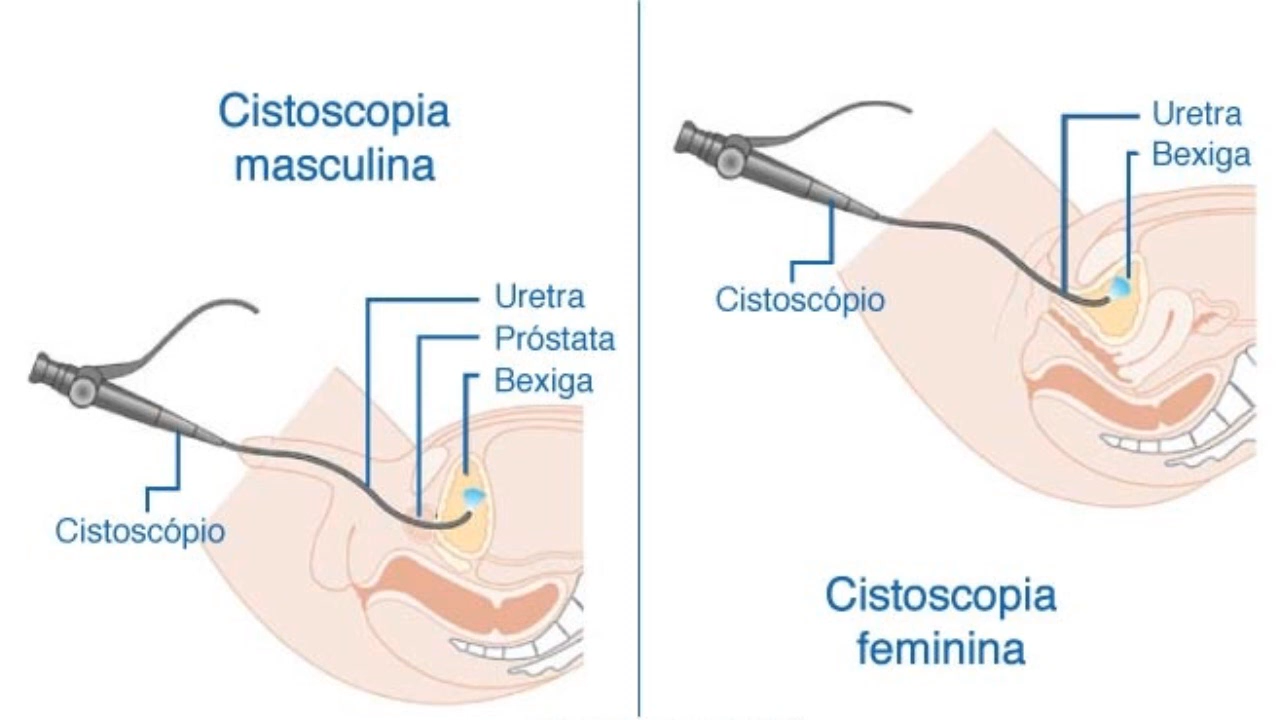 Cistoscopia
masculina
Uretra
Próstata
Bexiga
Cistoscópio
Uretra
Bexiga
Cistoscópio
Cistoscopia
feminina